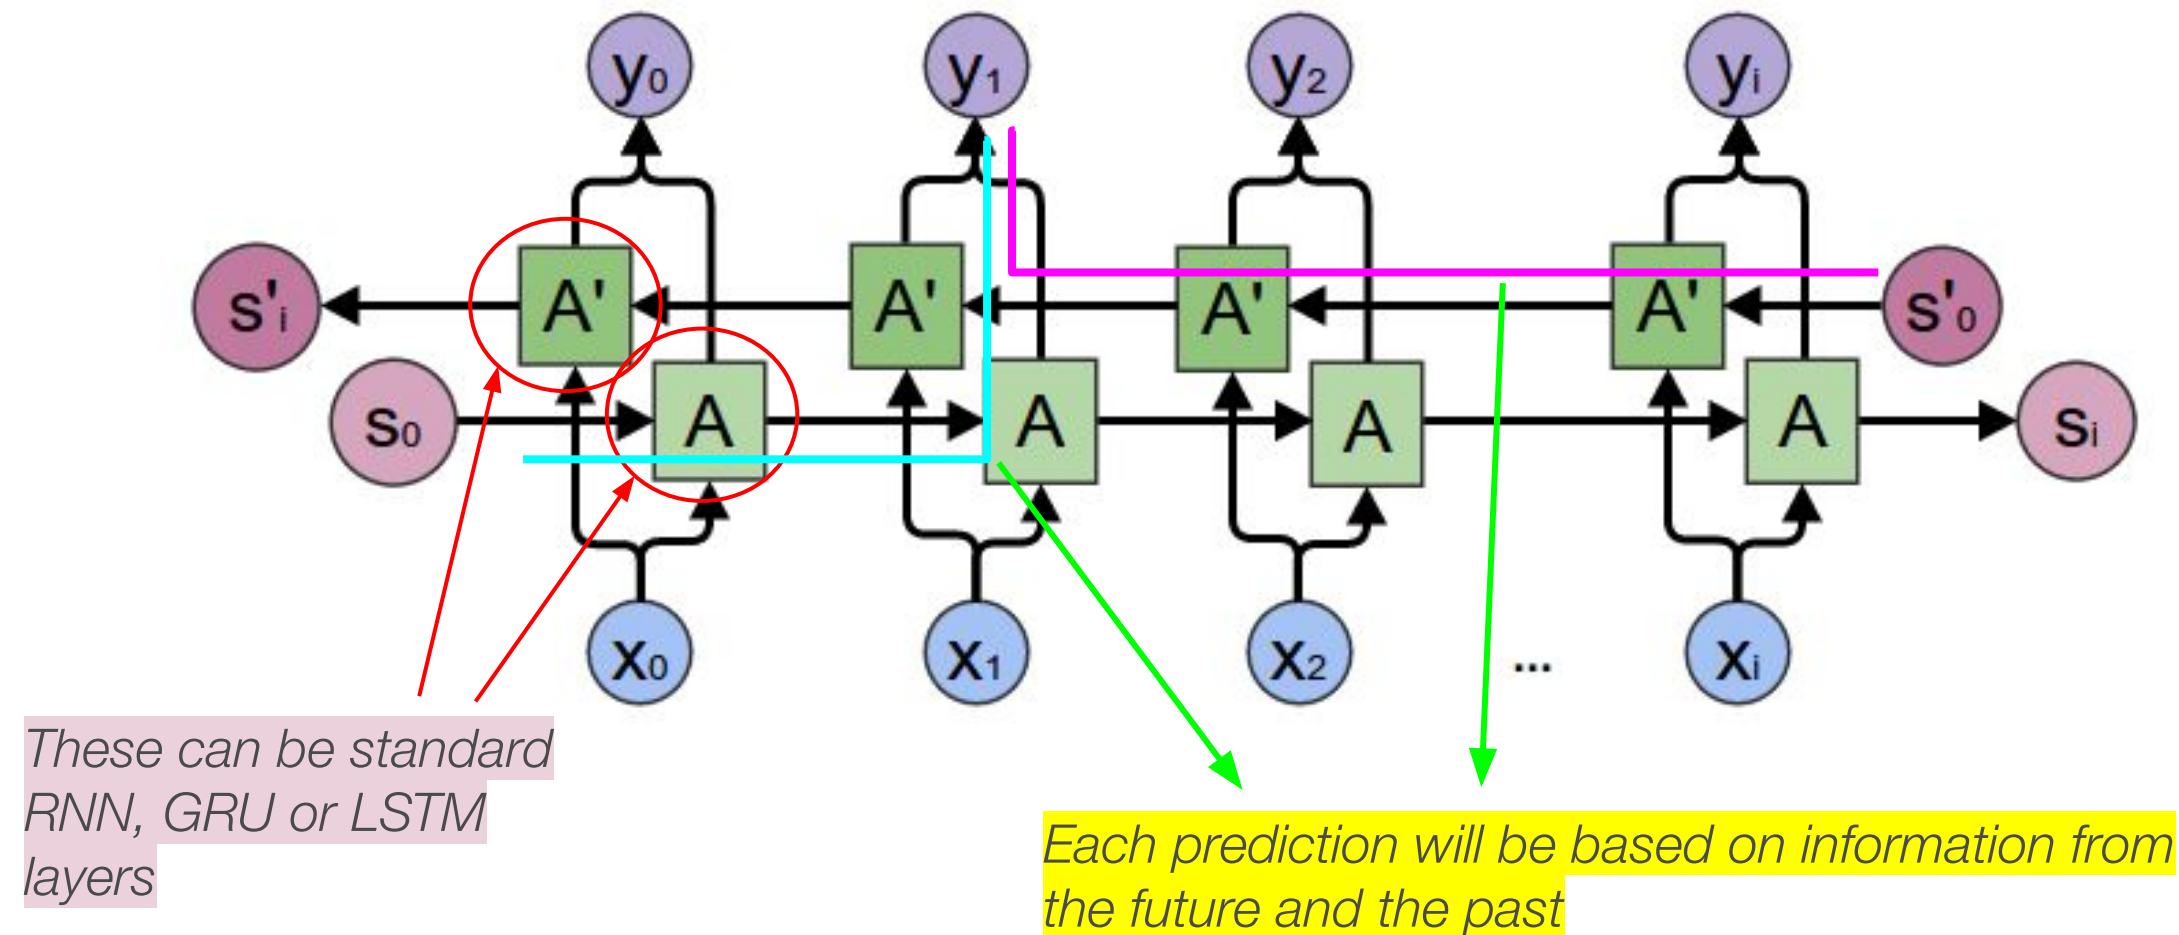 y0 y1 y2 yi
s'i A' A' A' A' s'0
s0 A A A A si
x0 x1 x2 ... xi
These can be standard
RNN, GRU or LSTM
layers
Each prediction will be based on information from
the future and the past